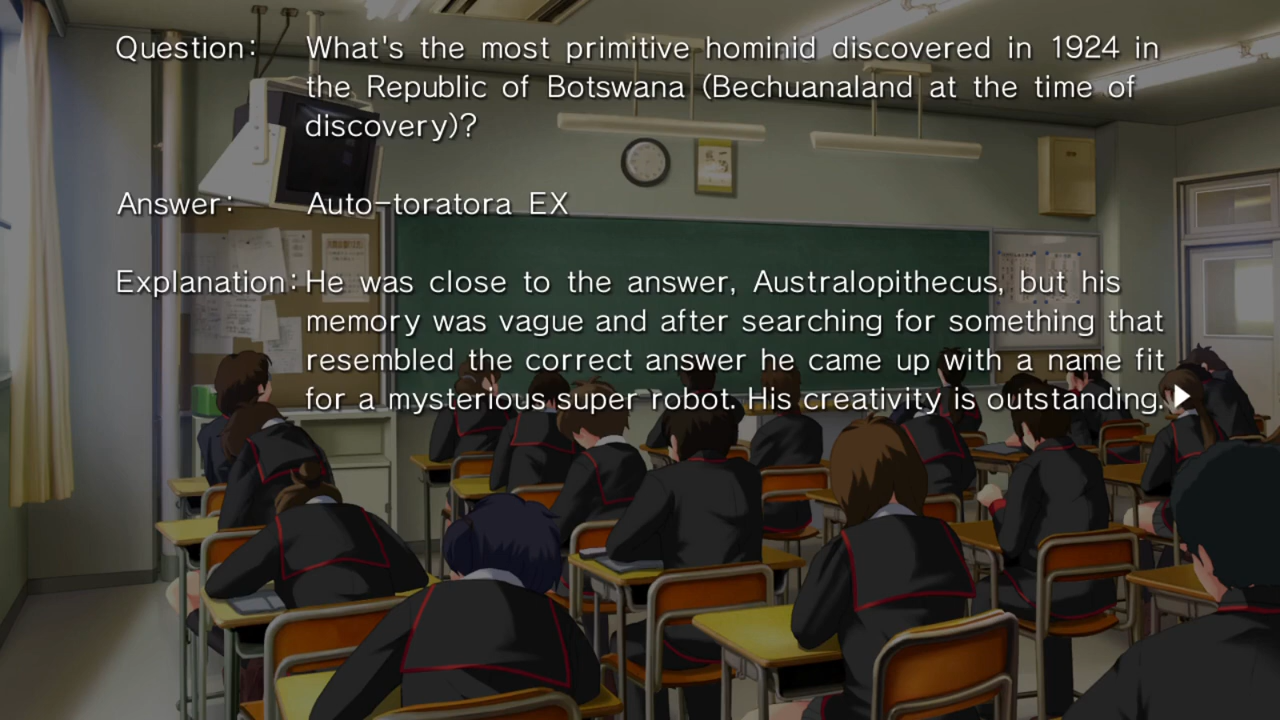 Question: What's the most primitive hominid discovered in 1924 in
the Republic of Botswana (Bechuanaland at the time of
discovery)?
Answer: Auto-toratora EX
Explanation: He was close to the answer, Australopithecus, but his
memory was vague and after searching for something that
resembled the correct answer he came up with a name fit
for a mysterious super robot. His creativity is outstanding.